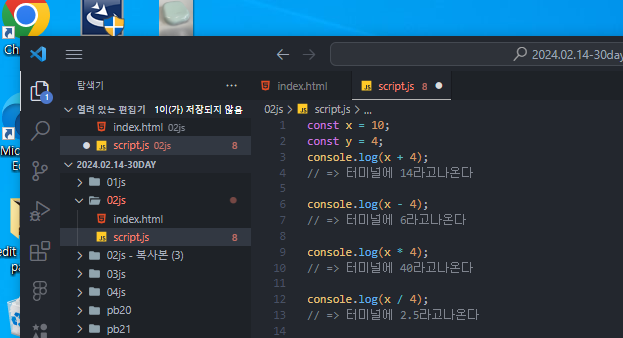 Ch
Mic
Ed
edit
pa
2024.02.14-30day
탐색기
index.html
script.js 8
열려 있는 편집기 1이(가) 저장되지 않음
index.html 02js
script.js 02js 8
2024.02.14-30DAY
01js
02js
index.html
script.js 8
02js - 복사본 (3)
03js
04js
pb20
pb21
1
02js > script.js > ...
1 const x = 10;
2 const y = 4;
3 console.log(x + 4);
4 // => 터미널에 14라고나온다
5
6 console.log(x - 4);
7 // => 터미널에 6라고나온다
8
9 console.log(x * 4);
10 // => 터미널에 40라고나온다
11
12 console.log(x / 4);
13 // => 터미널에 2.5라고나온다
14